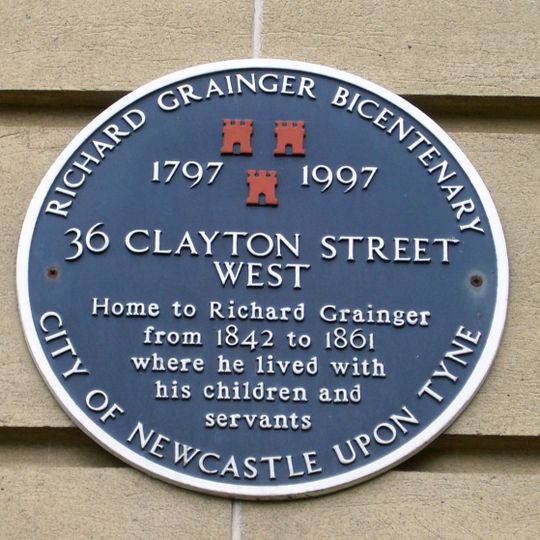 RICHARD GRAINGER BICENTENARY
1797 1997
36 CLAYTON STREET
WEST
Home to Richard Grainger
from 1842 to 1861
where he lived with
his children and
servants
CITY OF NEWCASTLE UPON TYNE